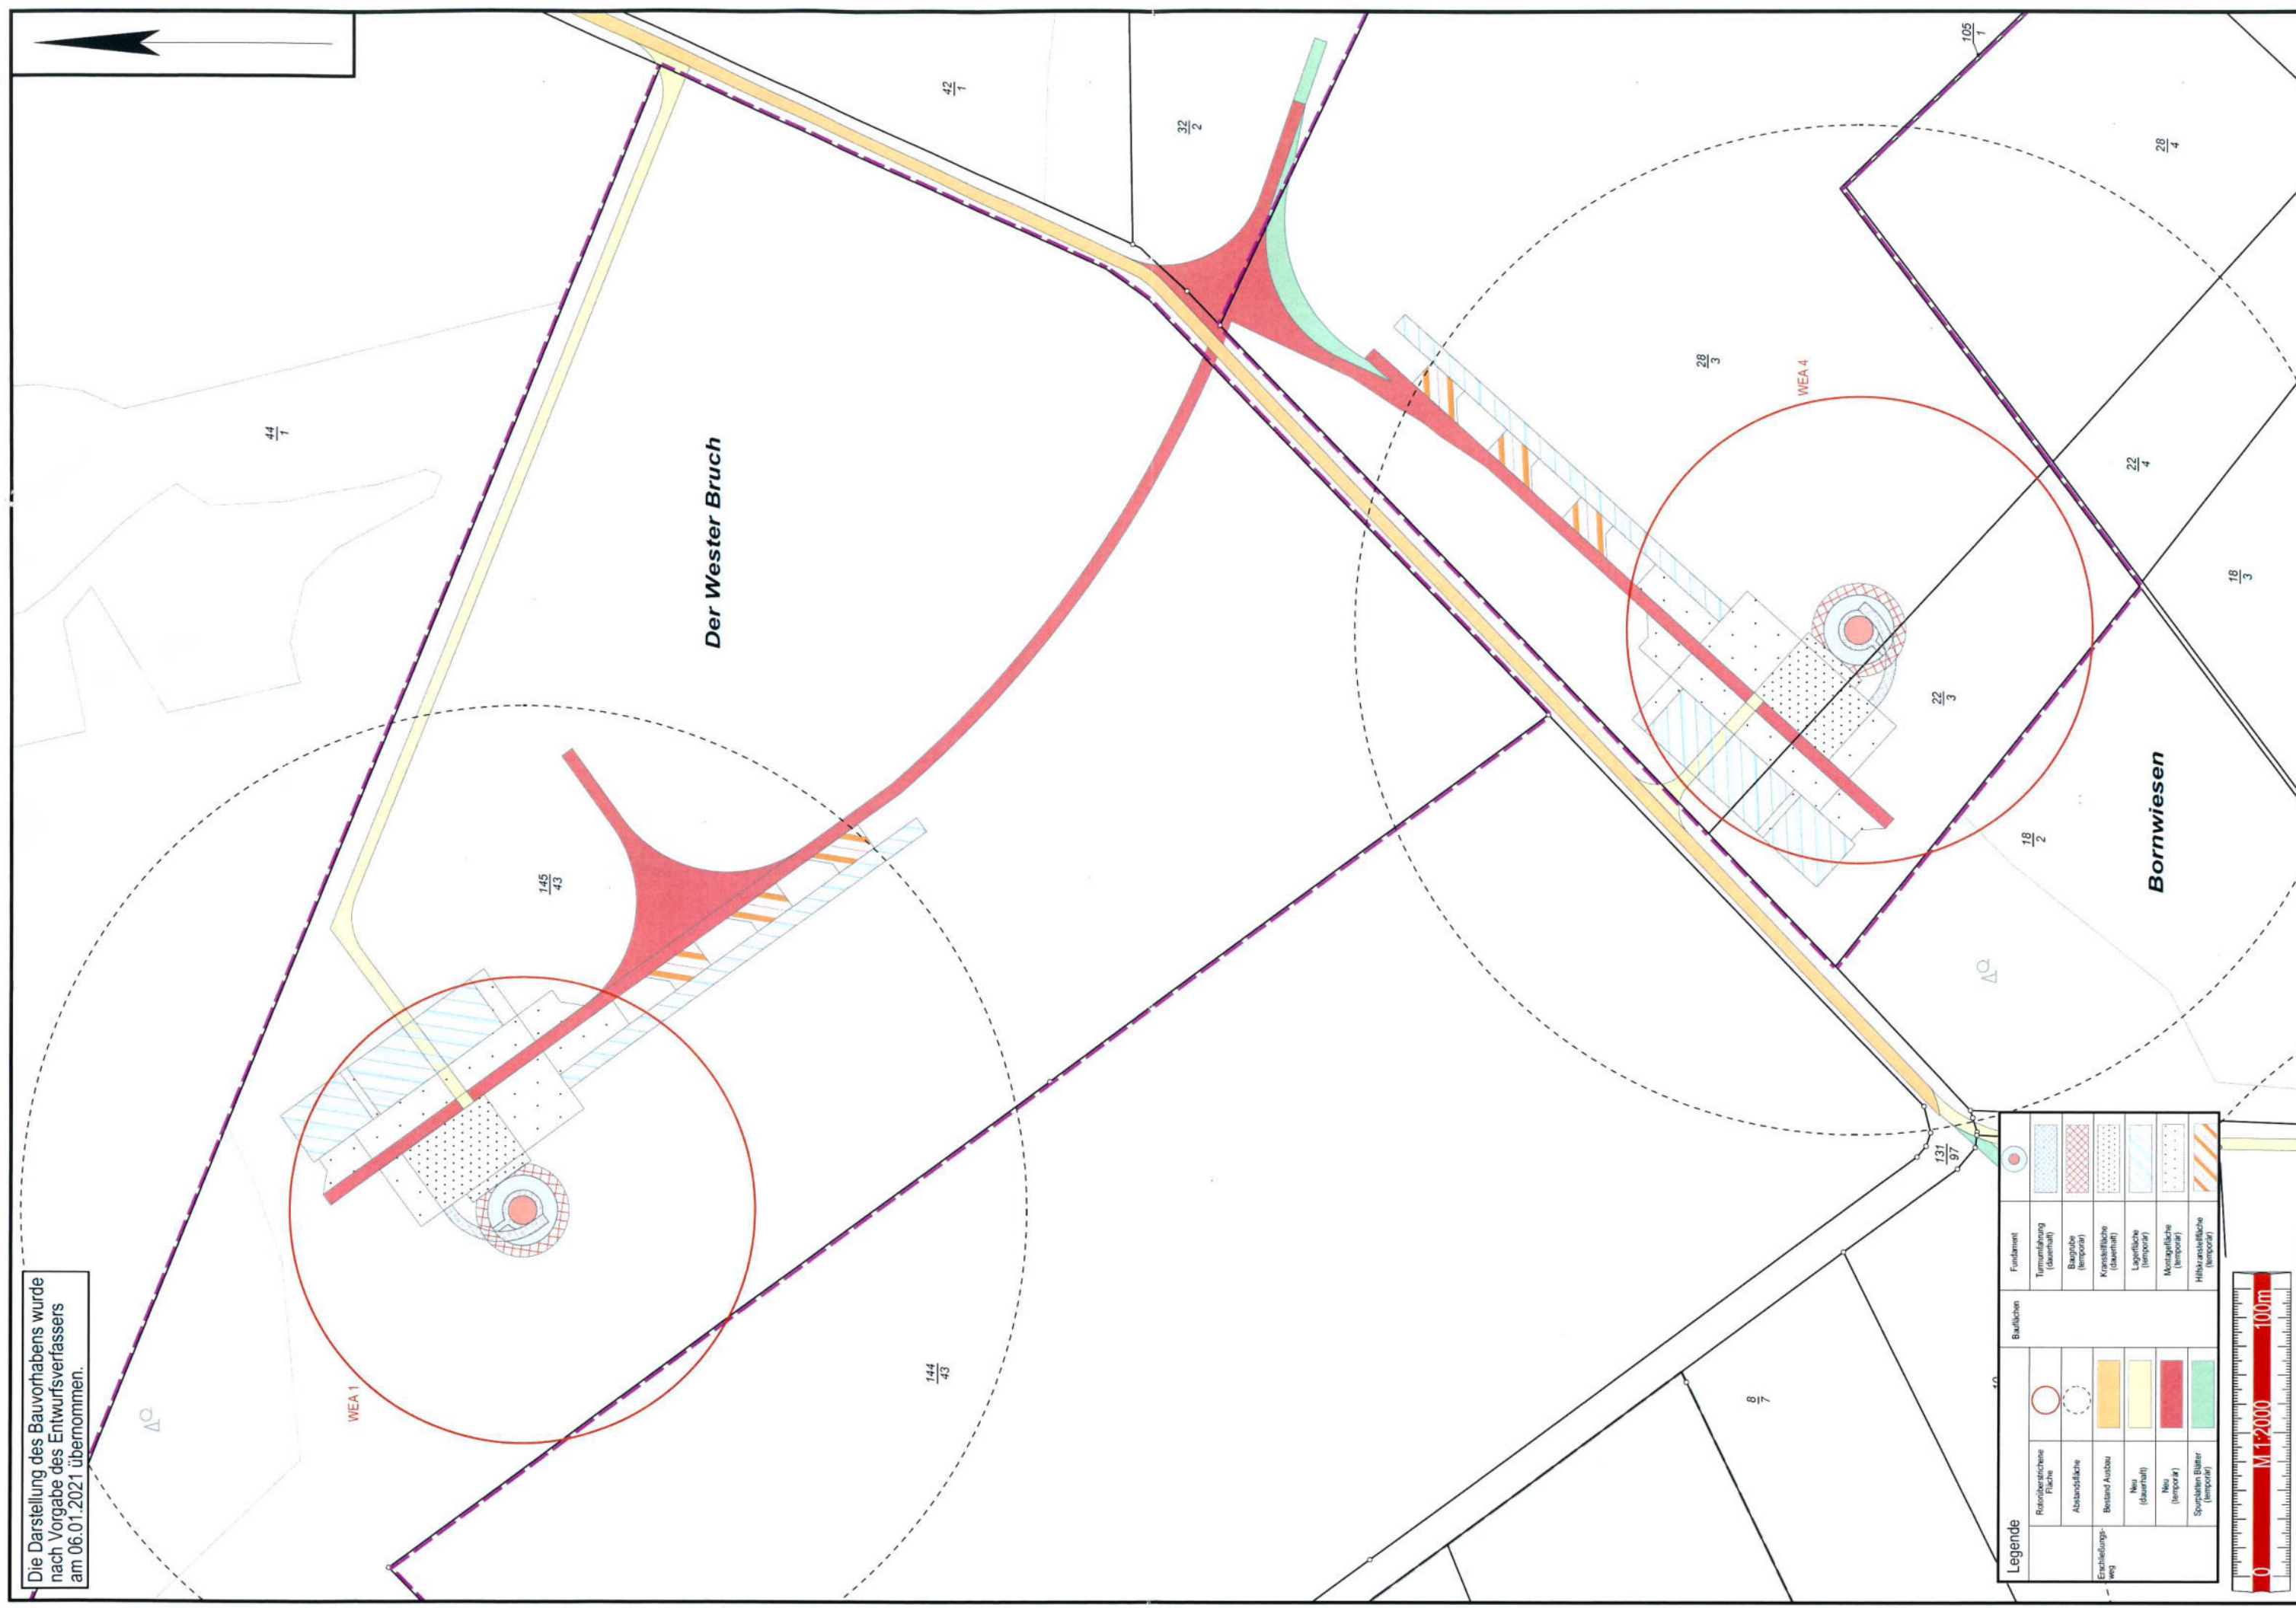 Die Darstellung des Bauvorhabens wurde
nach Vorgabe des Entwurfsverfassers
am 06.01.2021 übernommen.
WEA 1
44
1
145
43
Der Wester Bruch
144
43
42
1
32
2
105
1
28
4
28
3
WEA 4
22
4
18
3
22
3
18
2
Bornwiesen
131
97
8
7
Legende
Rotorüberstrichene
Fläche
Abstandsfläche
Erschließungs-
weg
Bestand Ausbau
Neu
(dauerhaft)
Neu
(temporär)
Spurplatten Blätter
(temporär)
Bauflächen
Fundament
Turmumfahrung
(dauerhaft)
Baugrube
(temporär)
Kranstellfläche
(dauerhaft)
Lagerfläche
(temporär)
Montagefläche
(temporär)
Hilfskranstellfläche
(temporär)
0 M 1:2000 100m